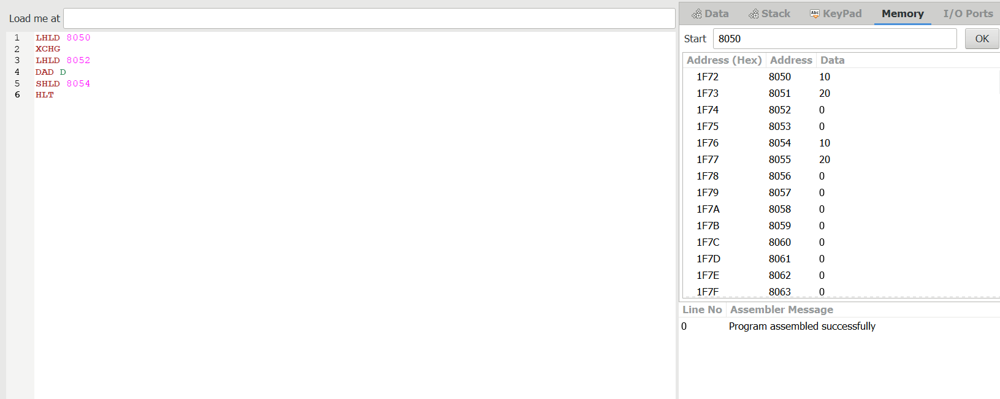 Load me at
1 LHLD 8050
2 XCHG
3 LHLD 8052
4 DAD D
5 SHLD 8054
6 HLT
Data Stack Abc KeyPad Memory I/O Ports
Start 8050 OK
Address (Hex) Address Data
1F72 8050 10
1F73 8051 20
1F74 8052 0
1F75 8053 0
1F76 8054 10
1F77 8055 20
1F78 8056 0
1F79 8057 0
1F7A 8058 0
1F7B 8059 0
1F7C 8060 0
1F7D 8061 0
1F7E 8062 0
1F7F 8063 0
Line No Assembler Message
0 Program assembled successfully